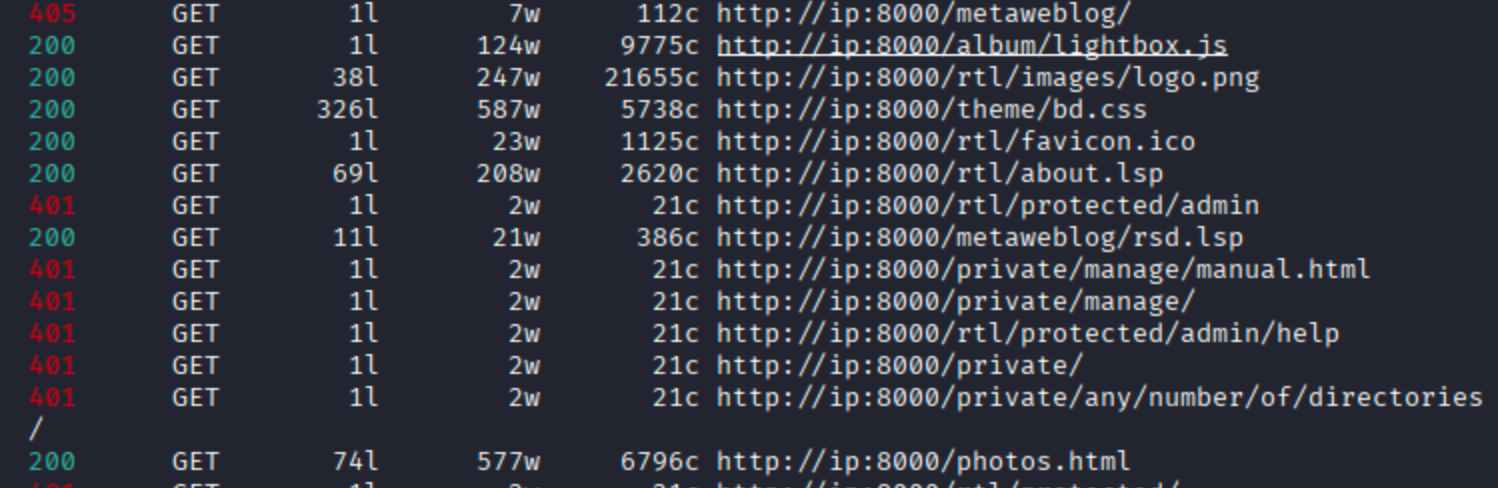 405 GET 1l 7w 112c http://ip:8000/metaweblog/
200 GET 1l 124w 9775c http://ip:8000/album/lightbox.js
200 GET 38l 247w 21655c http://ip:8000/rtl/images/logo.png
200 GET 326l 587w 5738c http://ip:8000/theme/bd.css
200 GET 1l 23w 1125c http://ip:8000/rtl/favicon.ico
200 GET 69l 208w 2620c http://ip:8000/rtl/about.lsp
401 GET 1l 2w 21c http://ip:8000/rtl/protected/admin
200 GET 11l 21w 386c http://ip:8000/metaweblog/rsd.lsp
401 GET 1l 2w 21c http://ip:8000/private/manage/manual.html
401 GET 1l 2w 21c http://ip:8000/private/manage/
401 GET 1l 2w 21c http://ip:8000/rtl/protected/admin/help
401 GET 1l 2w 21c http://ip:8000/private/
401 GET 1l 2w 21c http://ip:8000/private/any/number/of/directories
/
200 GET 74l 577w 6796c http://ip:8000/photos.html